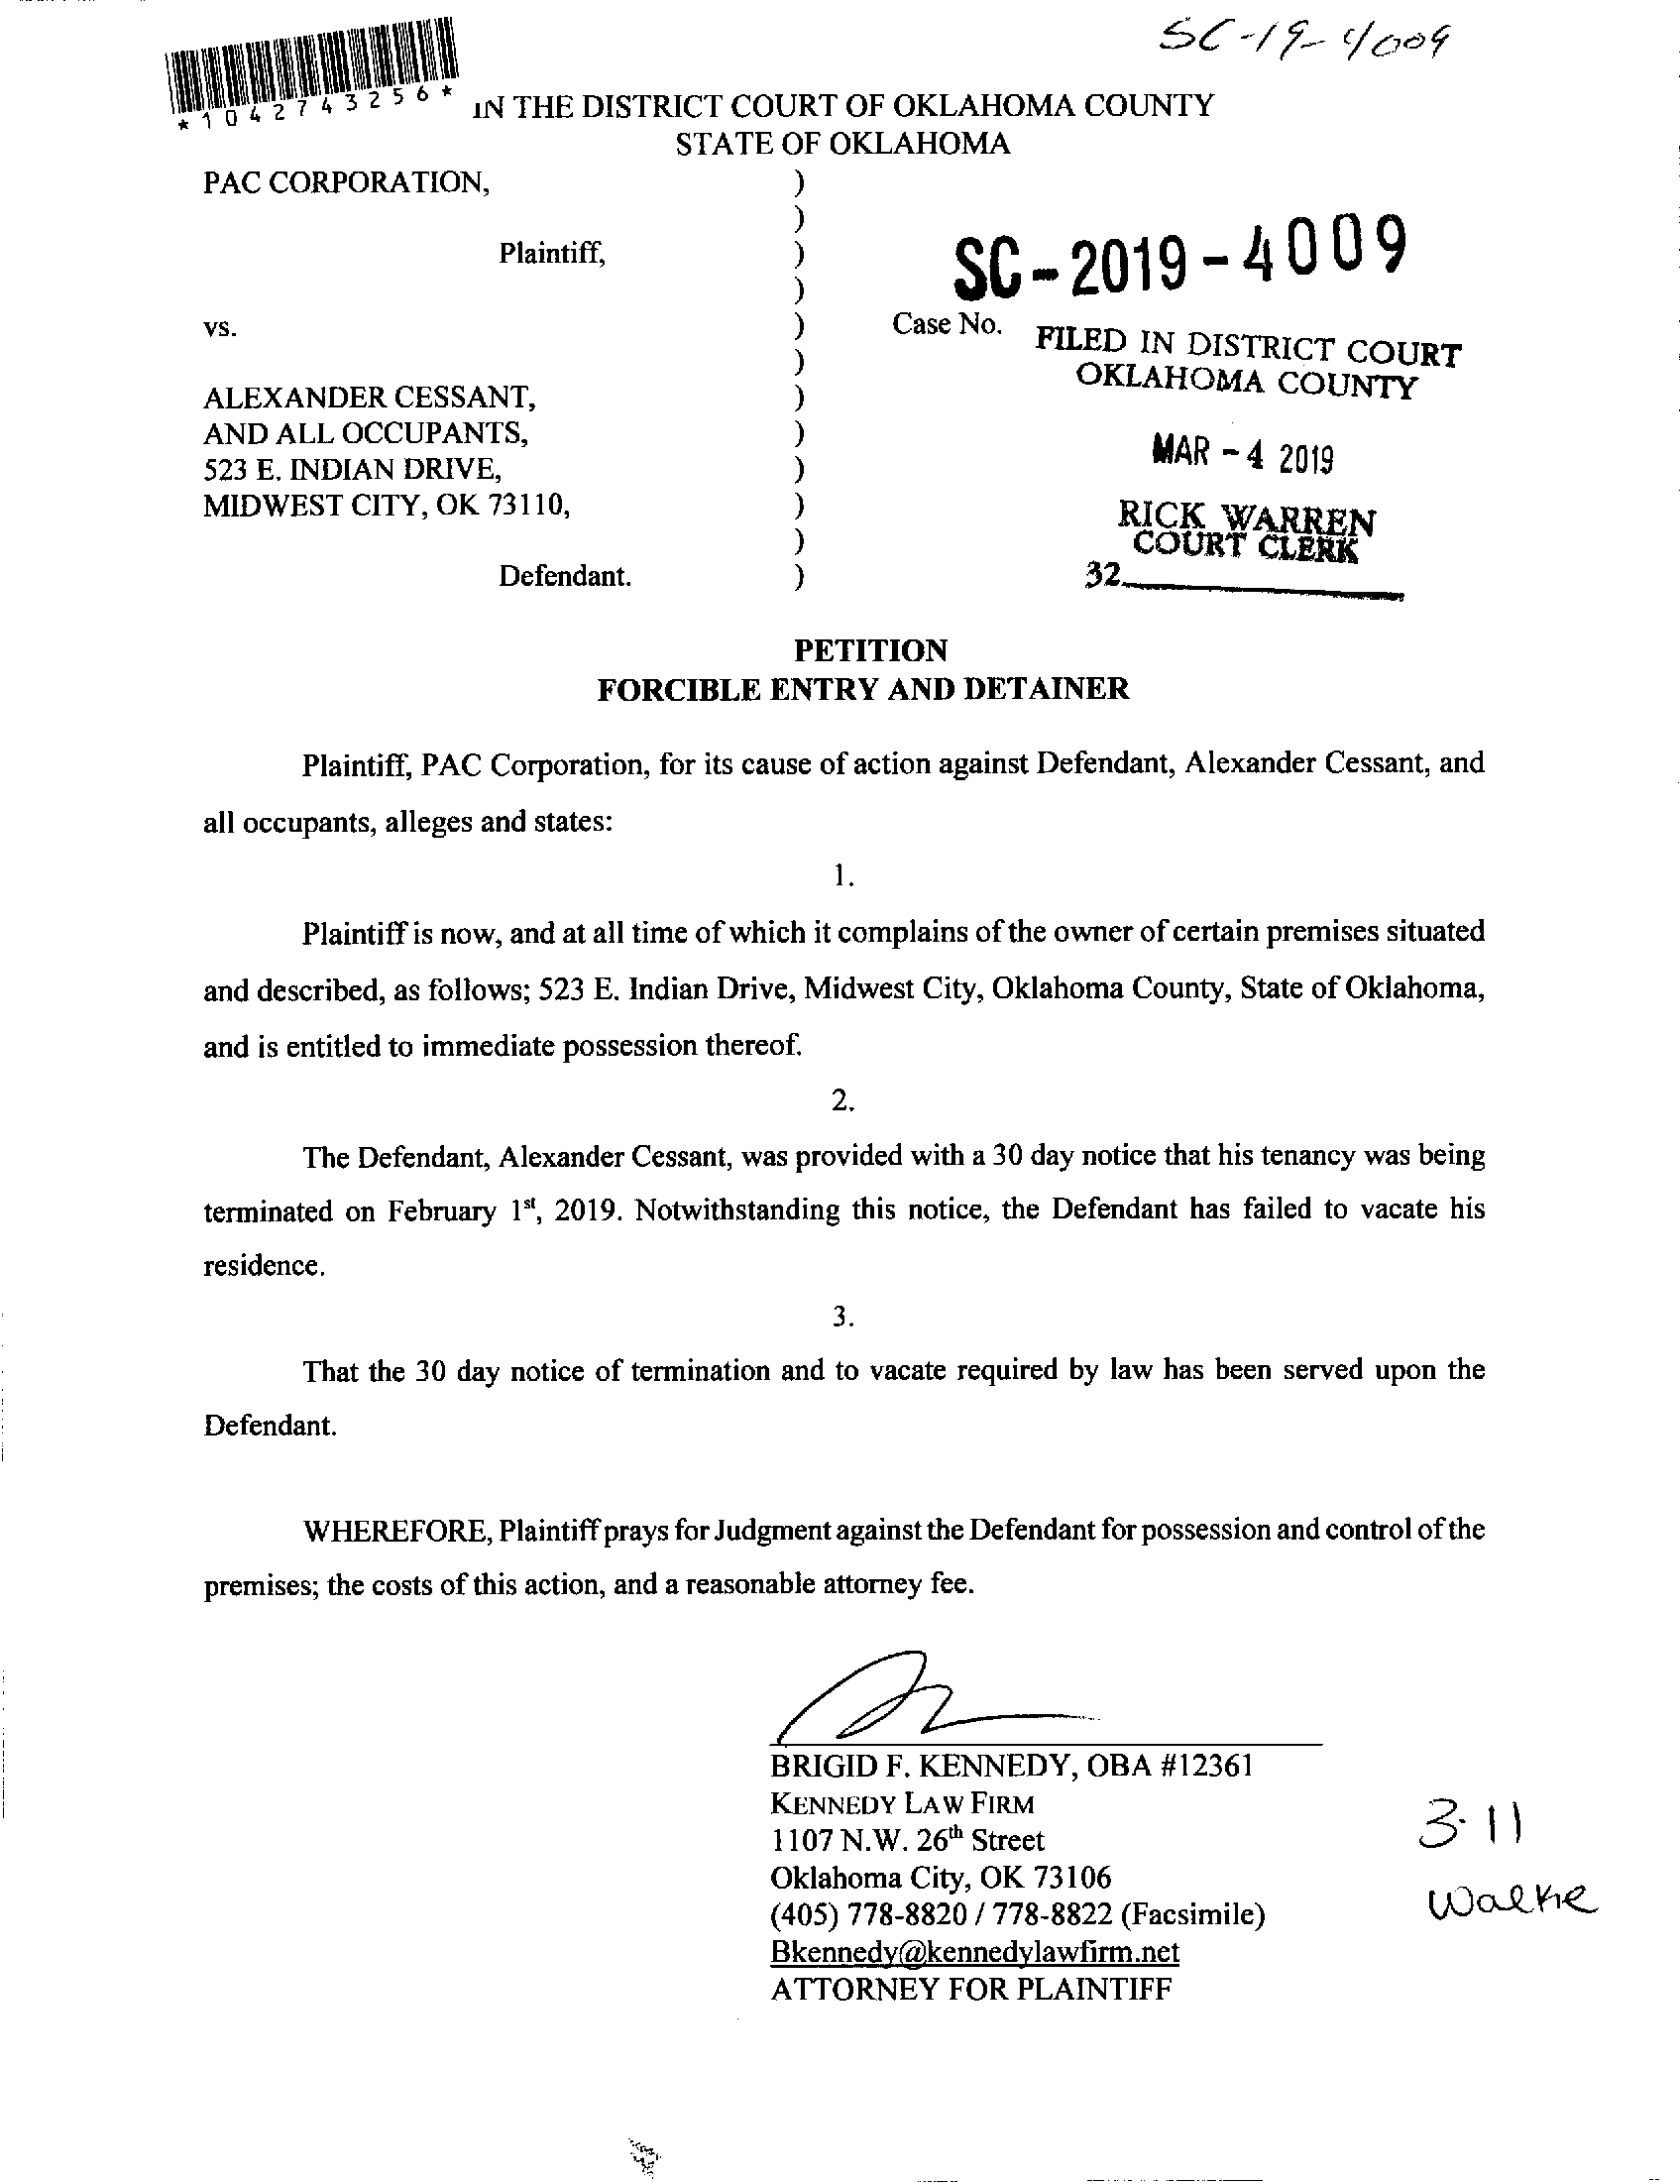 SC-19-4009
*1042743256*
IN THE DISTRICT COURT OF OKLAHOMA COUNTY
STATE OF OKLAHOMA
PAC CORPORATION, )
)
Plaintiff, )
)
vs. )
)
ALEXANDER CESSANT, )
AND ALL OCCUPANTS, )
523 E. INDIAN DRIVE, )
MIDWEST CITY, OK 73110, )
)
Defendant. )
SC-2019-4009
Case No.
FILED IN DISTRICT COURT
OKLAHOMA COUNTY
MAR -4 2019
RICK WARREN
COURT CLERK
32
PETITION
FORCIBLE ENTRY AND DETAINER
Plaintiff, PAC Corporation, for its cause of action against Defendant, Alexander Cessant, and
all occupants, alleges and states:
1.
Plaintiff is now, and at all time of which it complains of the owner of certain premises situated
and described, as follows; 523 E. Indian Drive, Midwest City, Oklahoma County, State of Oklahoma,
and is entitled to immediate possession thereof.
2.
The Defendant, Alexander Cessant, was provided with a 30 day notice that his tenancy was being
terminated on February 1st, 2019. Notwithstanding this notice, the Defendant has failed to vacate his
residence.
3.
That the 30 day notice of termination and to vacate required by law has been served upon the
Defendant.
WHEREFORE, Plaintiff prays for Judgment against the Defendant for possession and control of the
premises; the costs of this action, and a reasonable attorney fee.
BRIGID F. KENNEDY, OBA #12361
KENNEDY LAW FIRM
1107 N.W. 26th Street
Oklahoma City, OK 73106
(405) 778-8820 / 778-8822 (Facsimile)
Bkennedy@kennedylawfirm.net
ATTORNEY FOR PLAINTIFF
3.11
Walke